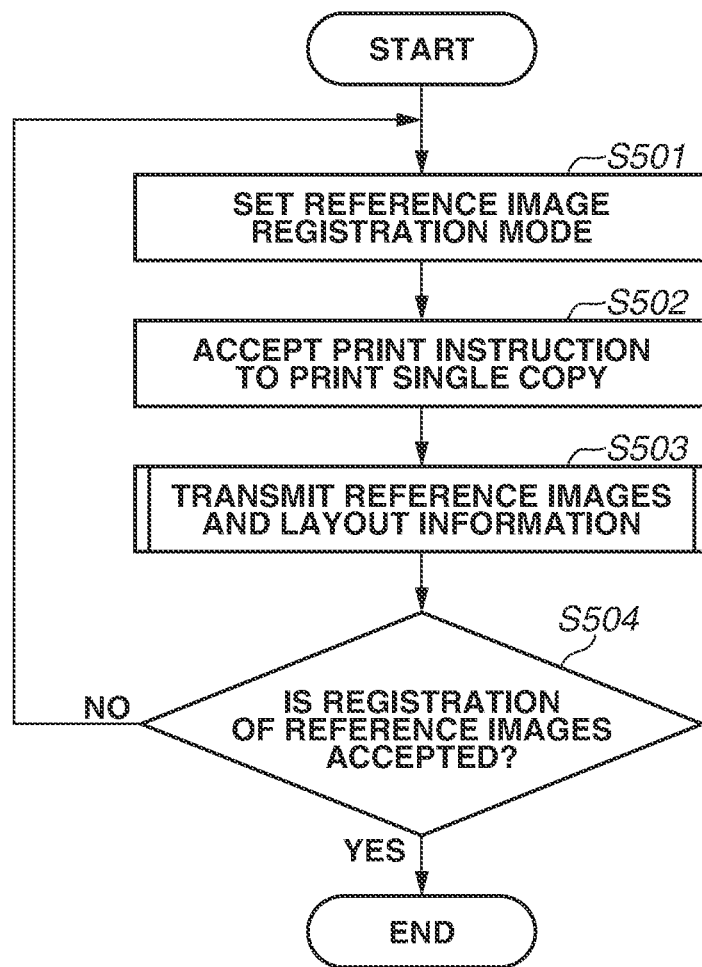 START
S501
SET REFERENCE IMAGE
REGISTRATION MODE
S502
ACCEPT PRINT INSTRUCTION
TO PRINT SINGLE COPY
S503
TRANSMIT REFERENCE IMAGES
AND LAYOUT INFORMATION
S504
IS REGISTRATION
OF REFERENCE IMAGES
ACCEPTED?
NO
YES
END